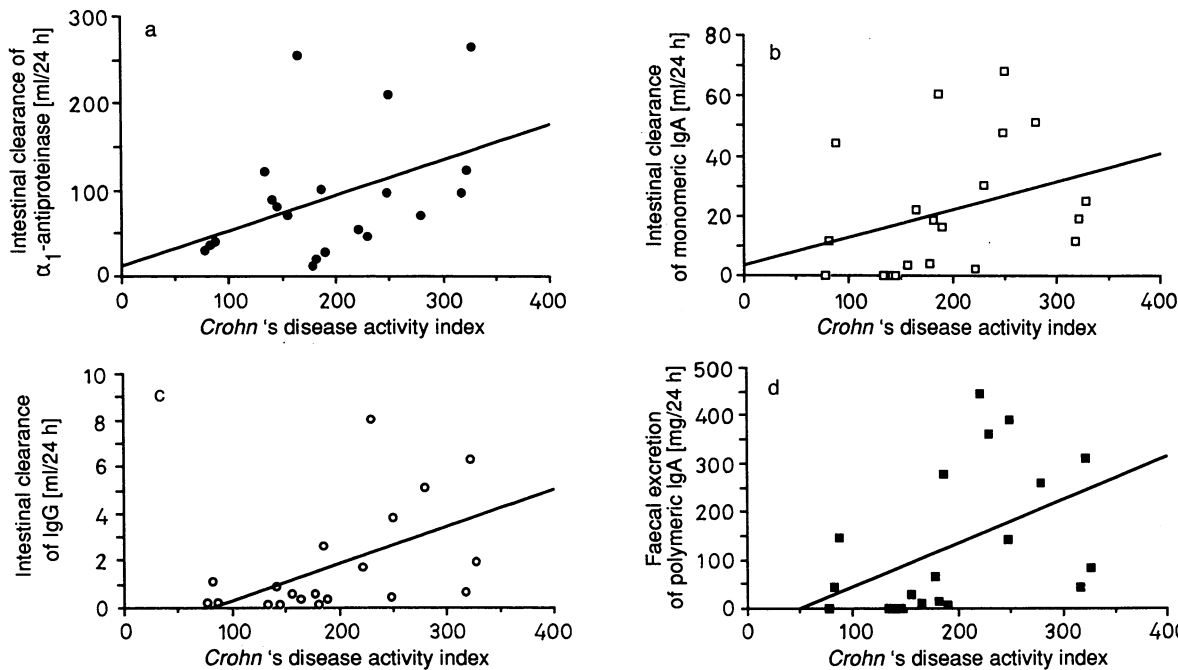 a
Intestinal clearance of
α₁-antiproteinase [ml/24 h]
300
200
100
0
0 100 200 300 400
Crohn 's disease activity index
b
Intestinal clearance
of monomeric IgA [ml/24 h]
80
60
40
20
0
0 100 200 300 400
Crohn 's disease activity index
c
Intestinal clearance
of IgG [ml/24 h]
10
8
6
4
2
0
0 100 200 300 400
Crohn 's disease activity index
d
Faecal excretion
of polymeric IgA [mg/24 h]
500
400
300
200
100
0
0 100 200 300 400
Crohn 's disease activity index